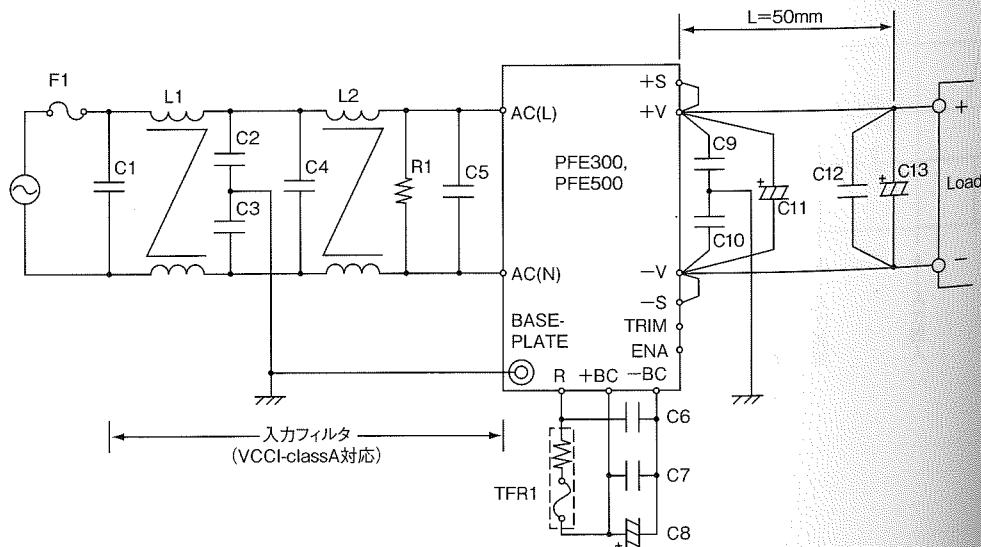 L=50mm
F1
L1
L2
+S
+V
AC(L)
C1
C2
C3
C4
R1
C5
PFE300,
PFE500
C9
C10
C11
C12
C13
+
Load
−
+
+
AC(N)
−V
−S
BASE-
PLATE
TRIM
ENA
R
+BC
−BC
入力フィルタ
(VCCI-classA対応)
C6
TFR1
C7
C8
+